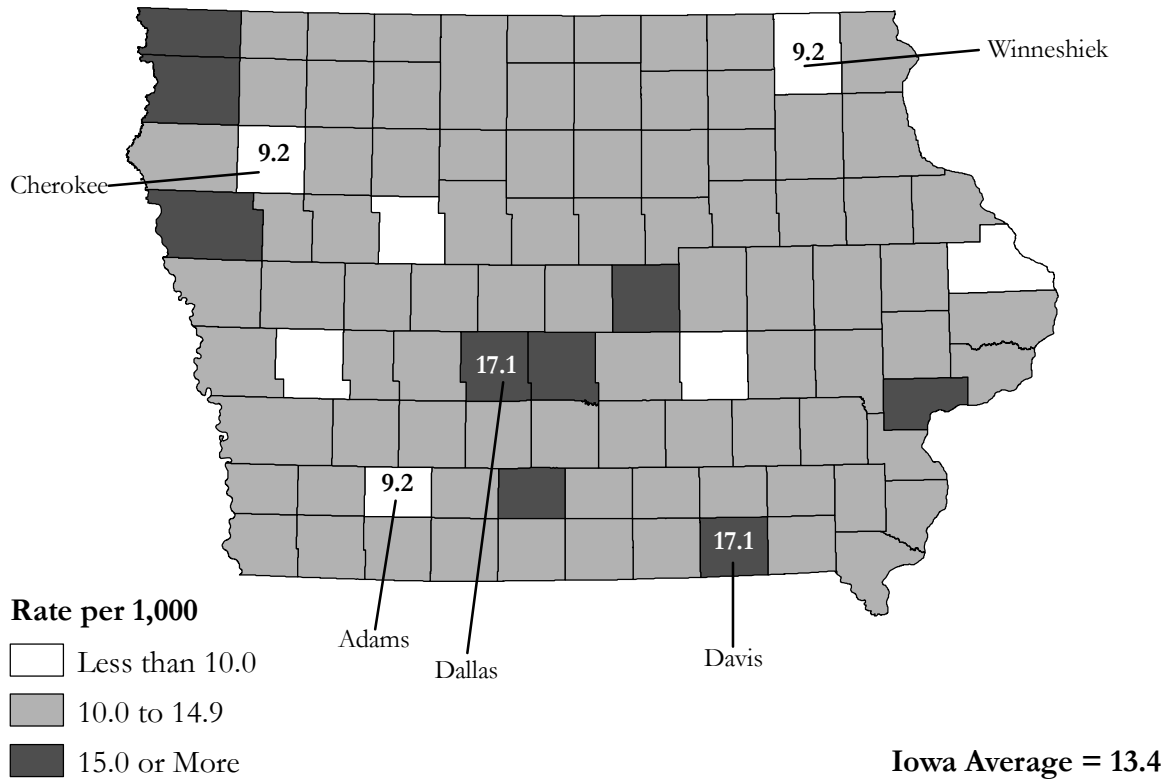 9.2
Winneshiek
9.2
Cherokee
17.1
9.2
17.1
Rate per 1,000
Adams
Dallas
Davis
Less than 10.0
10.0 to 14.9
15.0 or More
Iowa Average = 13.4